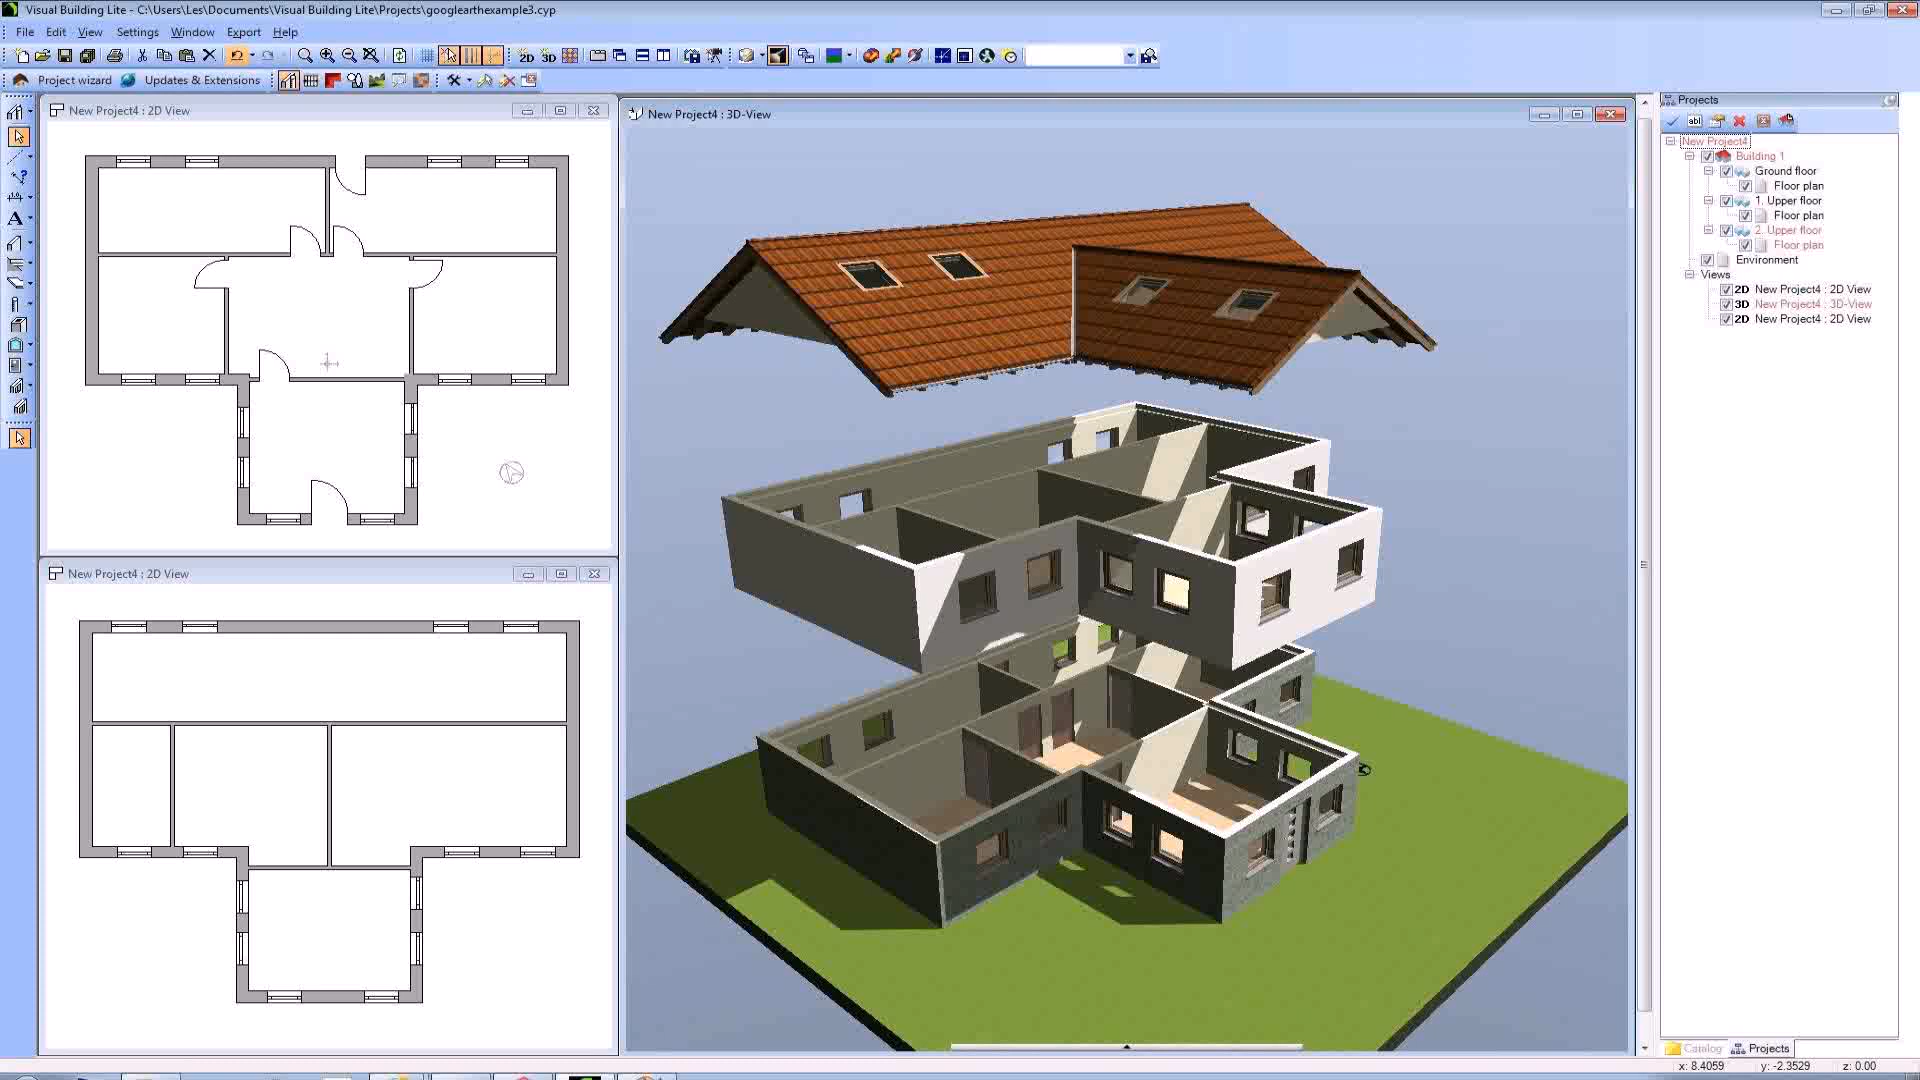 Visual Building Lite - C:\Users\Les\Documents\Visual Building Lite\Projects\googlearthexample3.cyp
File Edit View Settings Window Export Help
2D 3D
Project wizard Updates & Extensions
New Project4 : 2D View
New Project4 : 3D-View
Projects
abl
New Project4
Building 1
Ground floor
Floor plan
1. Upper floor
Floor plan
2. Upper floor
Floor plan
Environment
Views
2D New Project4 : 2D View
3D New Project4 : 3D-View
2D New Project4 : 2D View
A
New Project4 : 2D View
Catalog Projects
x: 8.4059 y: -2.3529 z: 0.00